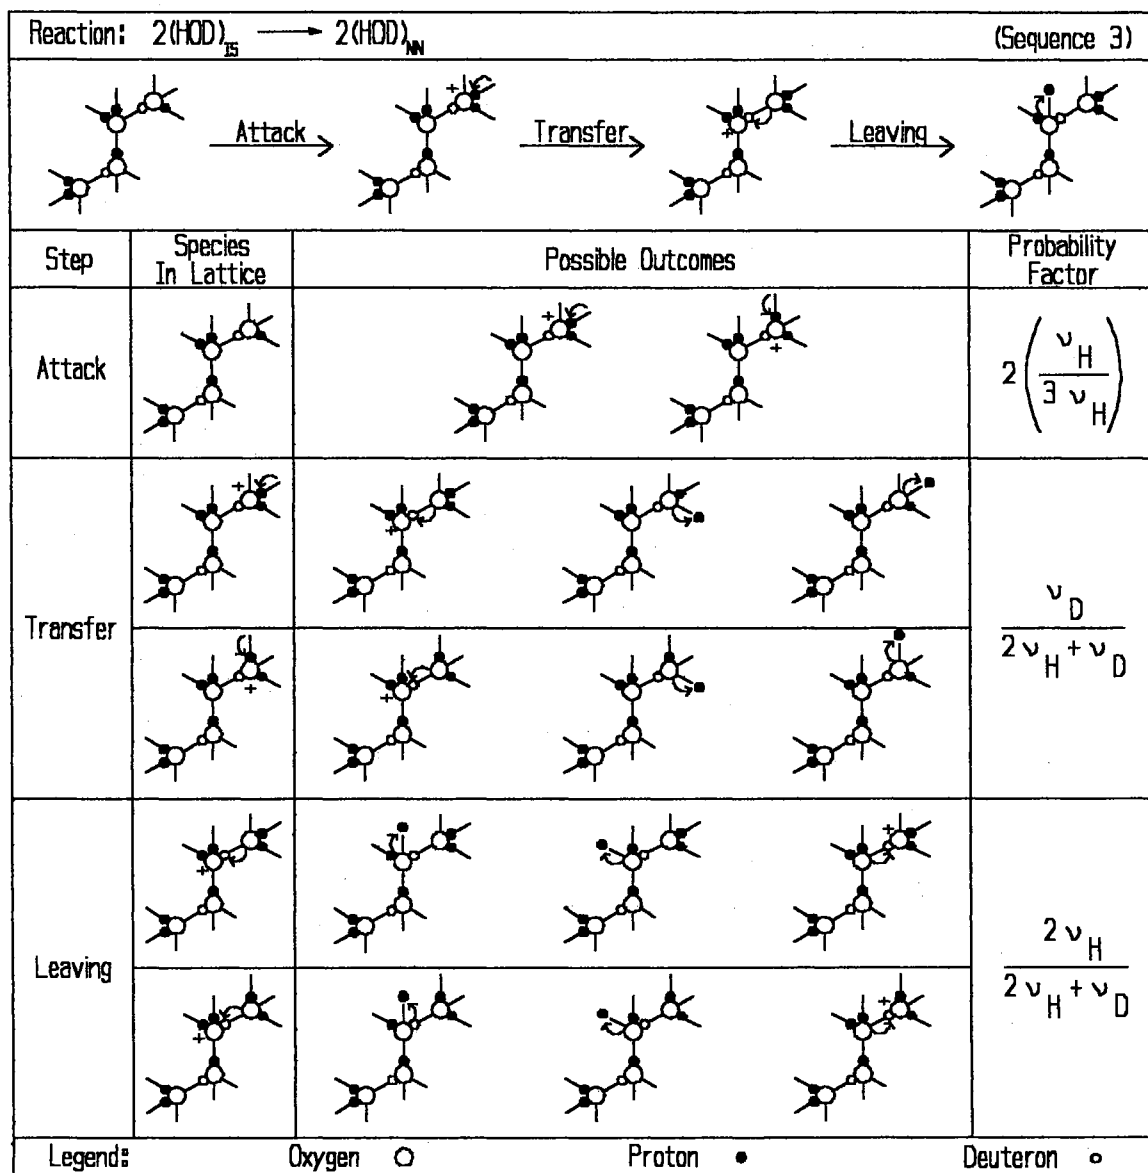 Reaction: 2(HOD)IS ⟶ 2(HOD)NN (Sequence 3)
Attack Transfer Leaving
Step Species In Lattice Possible Outcomes Probability Factor
Attack 2(νH / 3νH)
Transfer νD / 2νH + νD
Leaving 2νH / 2νH + νD
Legend: Oxygen Proton Deuteron